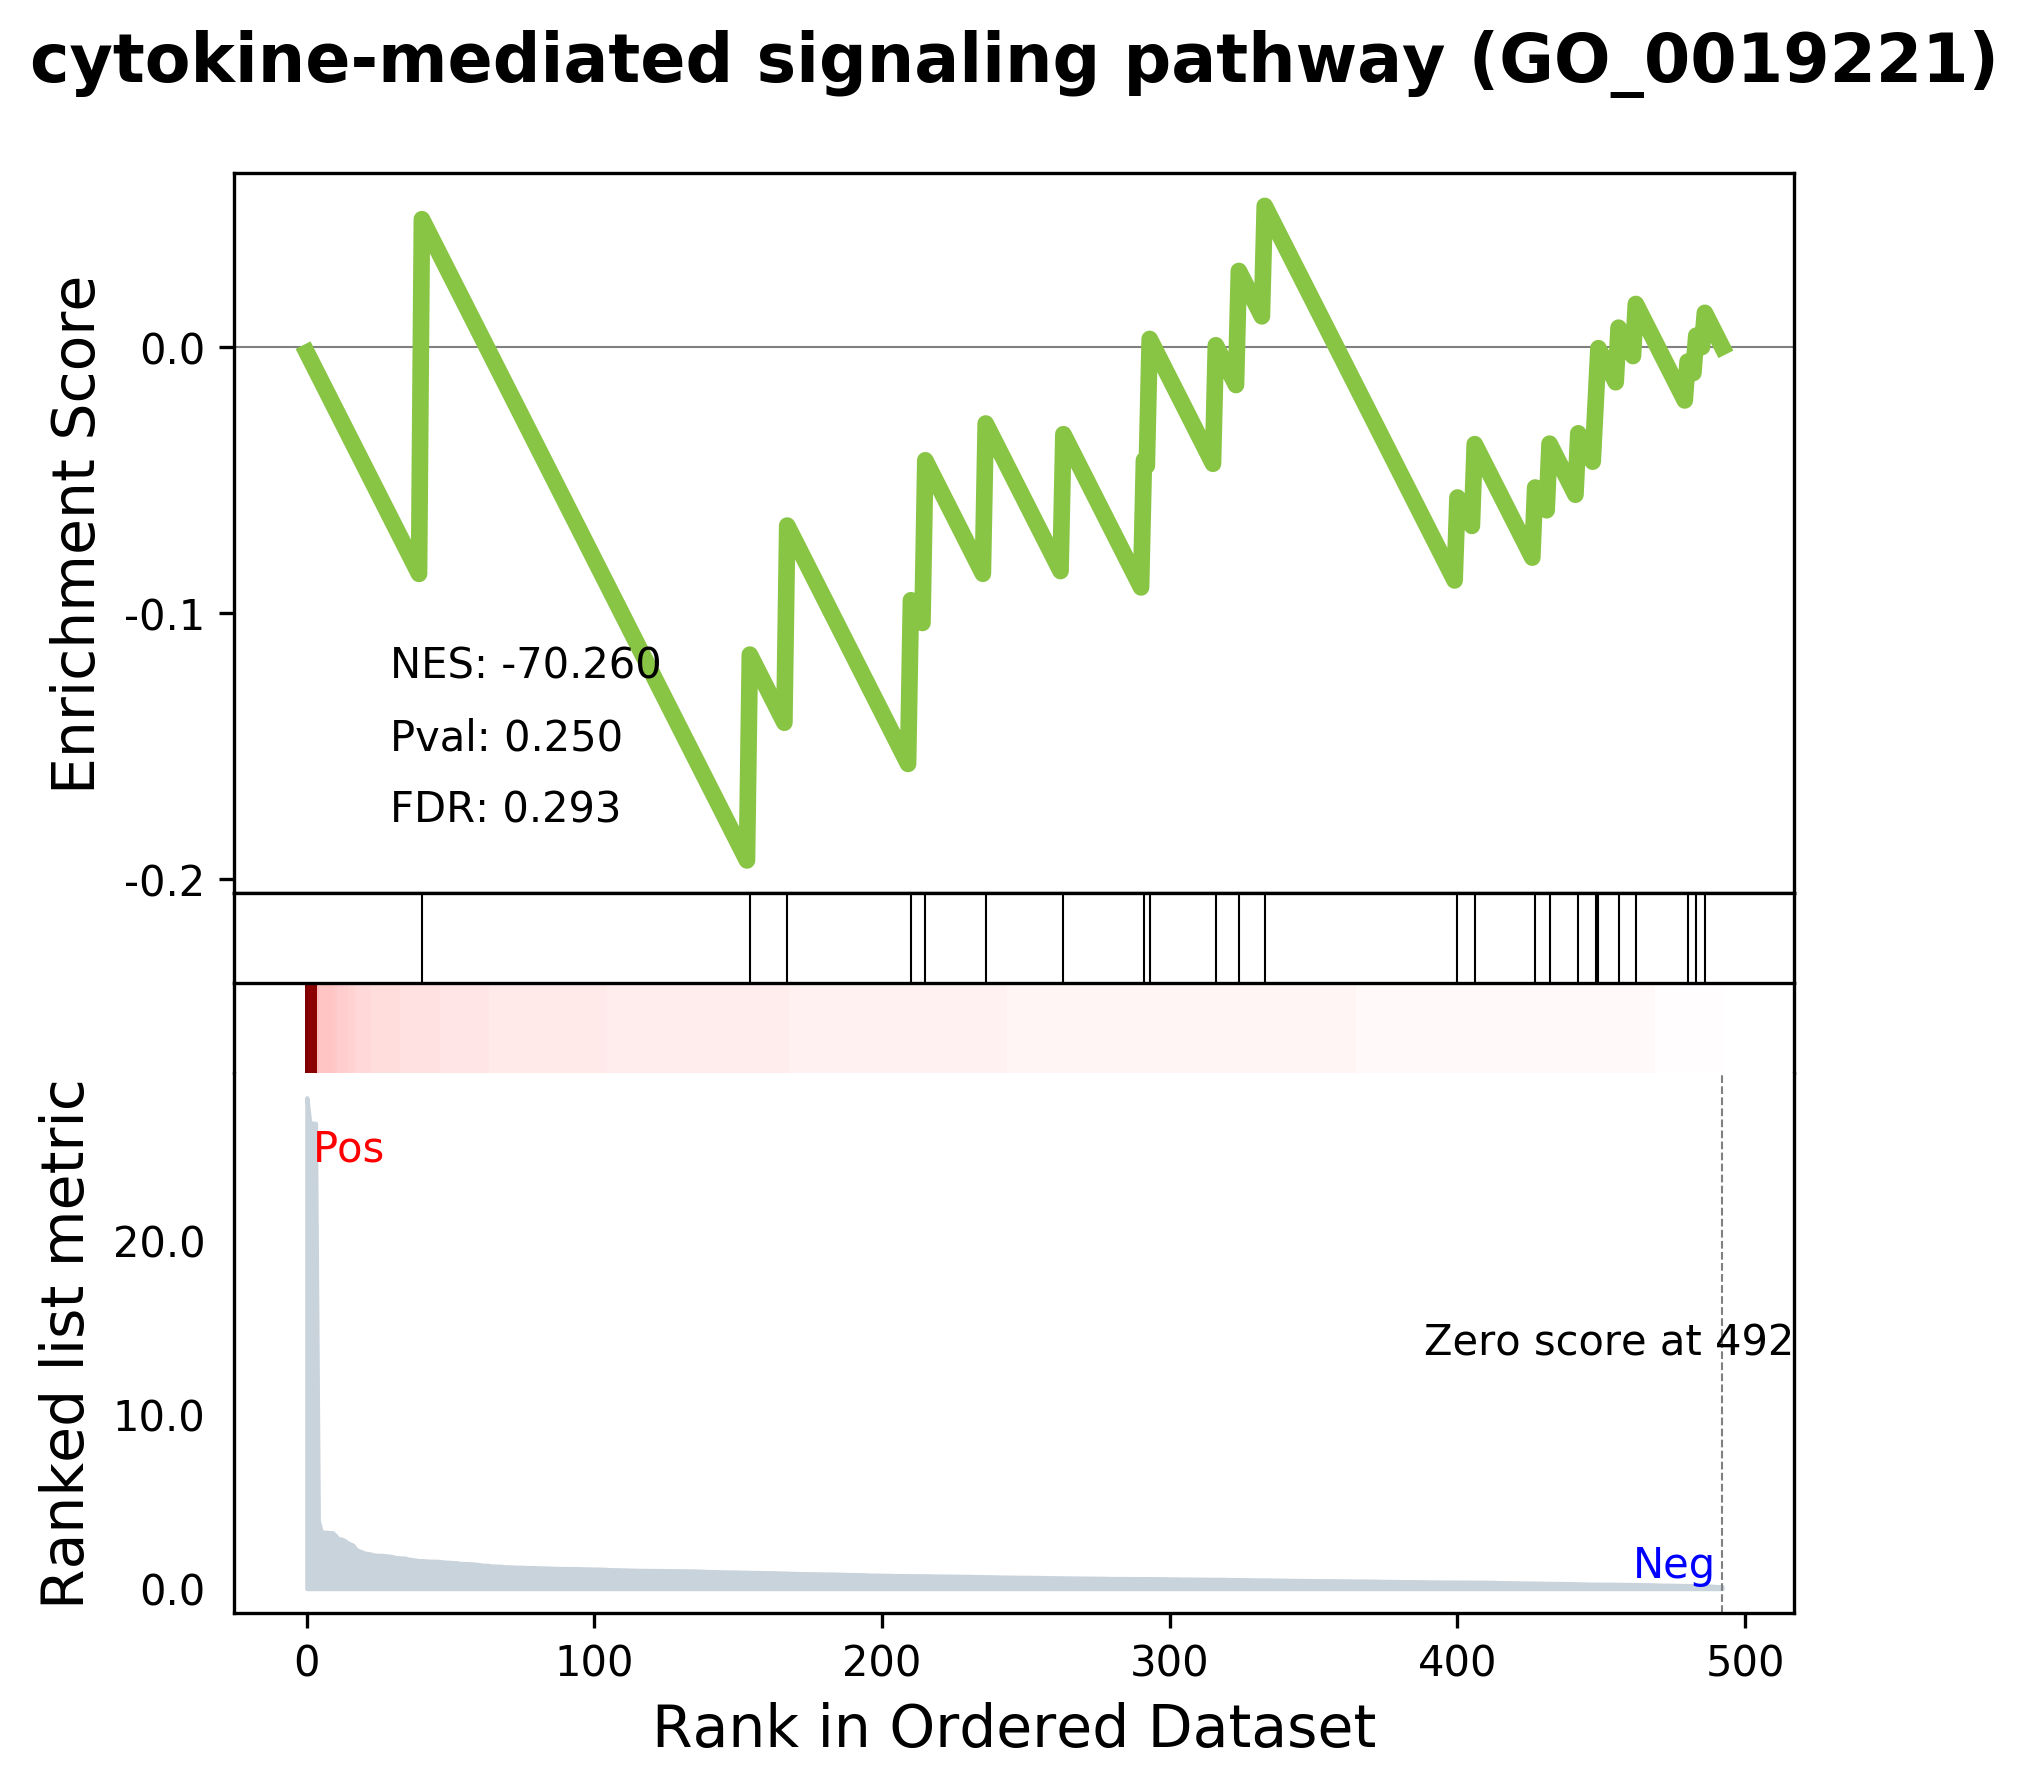 cytokine-mediated signaling pathway (GO_0019221)
Enrichment Score
0.0
-0.1
-0.2
NES: -70.260
Pval: 0.250
FDR: 0.293
Ranked list metric
20.0
10.0
0.0
Pos
Zero score at 492
Neg
0 100 200 300 400 500
Rank in Ordered Dataset